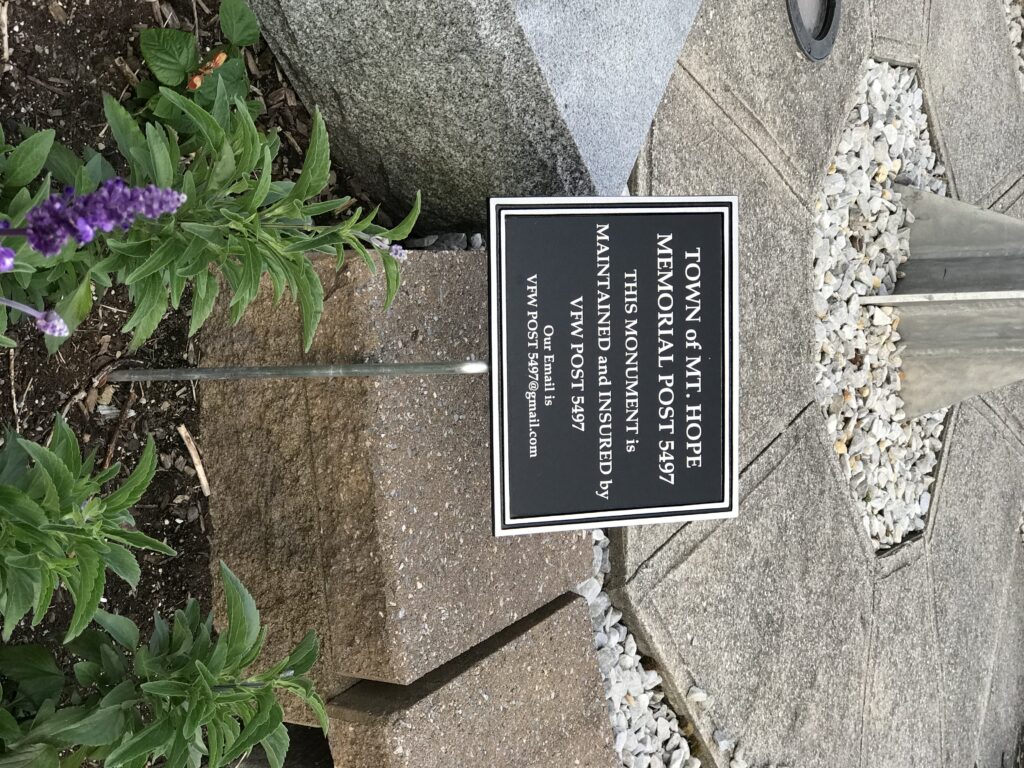 TOWN of MT. HOPE
MEMORIAL POST 5497
THIS MONUMENT is
MAINTAINED and INSURED by
VFW POST 5497
Our Email is
VFW POST 5497@gmail.com